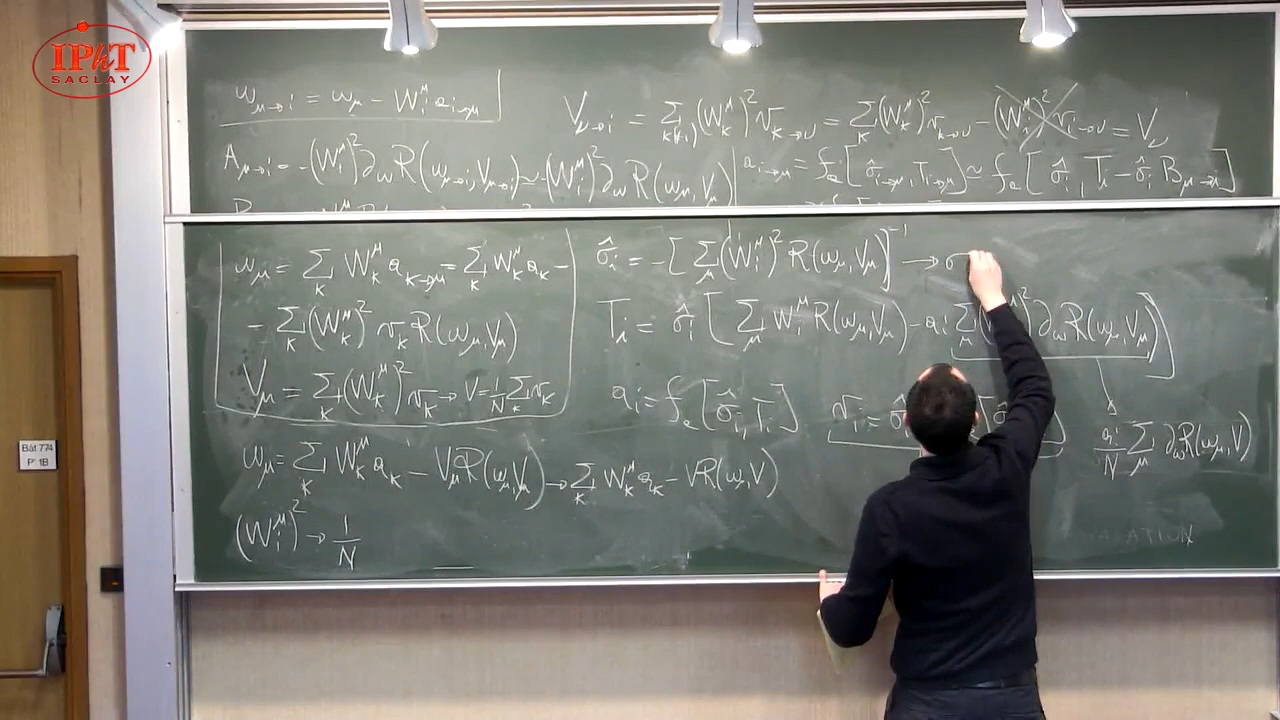 IPhT
SACLAY
ω_{μ→i} = ω_μ − W_i^μ a_{i→μ}
V_{ν→i} = Σ_{k(≠i)} (W_k^μ)² v_{k→ν} = Σ_k (W_k^μ)² v_{k→ν} − (W_i^μ)² v_{i→ν} = V_ν
A_{μ→i} = −(W_i^μ)² ∂_ω R(ω_{μ→i}, V_{μ→i}) ≃ −(W_i^μ)² ∂_ω R(ω_μ, V_μ)
a_{i→μ} = f_a[σ̂_{i→μ}, T_{i→μ}] ≃ f_a[σ̂_i, T_i − σ̂_i B_{μ→i}]
ω_μ = Σ_k W_k^μ a_{k→μ} = Σ_k W_k^μ a_k −
− Σ_k (W_k^μ)² v_k R(ω_μ, V_μ)
V_μ = Σ_k (W_k^μ)² v_k → V = 1/N Σ_k v_k
ω_μ = Σ_k W_k^μ a_k − V_μ R(ω_μ, V_μ) → Σ_k W_k^μ a_k − V R(ω_μ, V)
(W_i^μ)² → 1/N
σ̂_i = −[Σ_μ (W_i^μ)² R(ω_μ, V_μ)]^{-1} → σ
T_i = σ̂_i [Σ_μ W_i^μ R(ω_μ, V_μ) − a_i Σ_μ ( )² ∂_ω R(ω_μ, V_μ)]
a_i = f_a[σ̂_i, T_i]
v_i = σ̂
a_i/N Σ_μ ∂_ω R(ω_μ, V)
Bât 774
P 1B